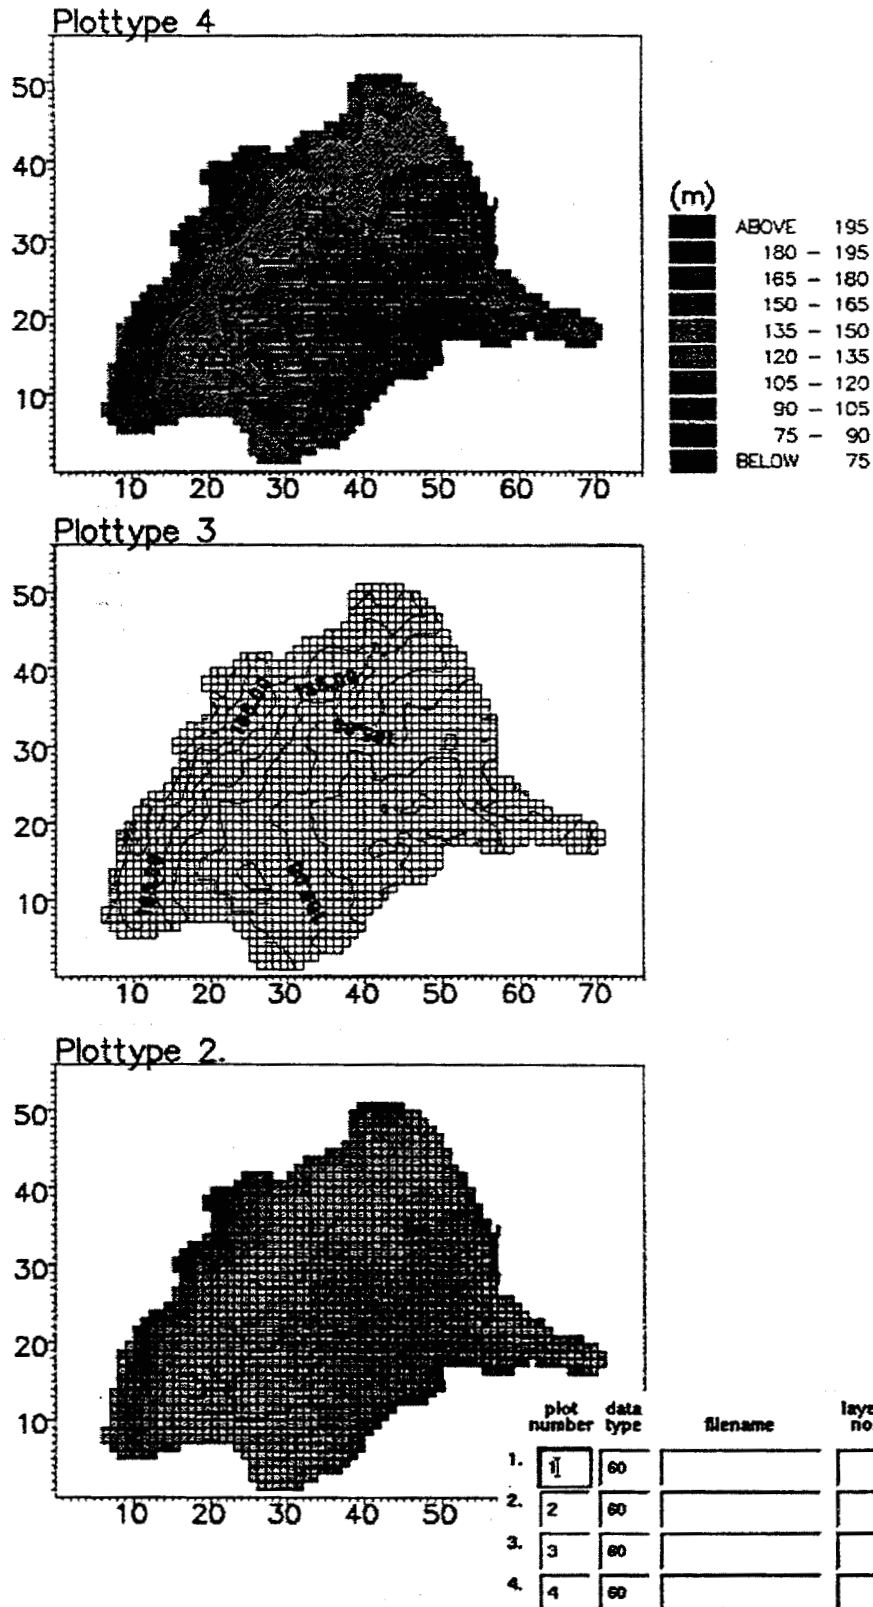 Plottype 4
50
40
30
20
10
10 20 30 40 50 60 70
(m)
ABOVE 195
180 - 195
165 - 180
150 - 165
135 - 150
120 - 135
105 - 120
90 - 105
75 - 90
BELOW 75
Plottype 3
50
40
30
20
10
10 20 30 40 50 60 70
Plottype 2.
50
40
30
20
10
10 20 30 40 50
plot number data type filename
1. 1 60
2. 2 60
3. 3 60
4. 4 60